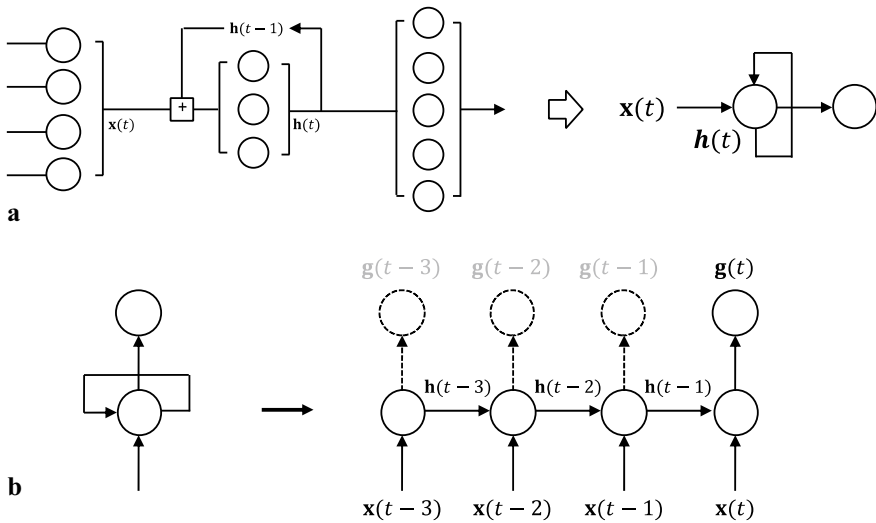 h(t−1)
+
x(t)
h(t)
x(t)
h(t)
a
g(t − 3) g(t − 2) g(t − 1) g(t)
h(t − 3) h(t − 2) h(t − 1)
b
x(t − 3) x(t − 2) x(t − 1) x(t)